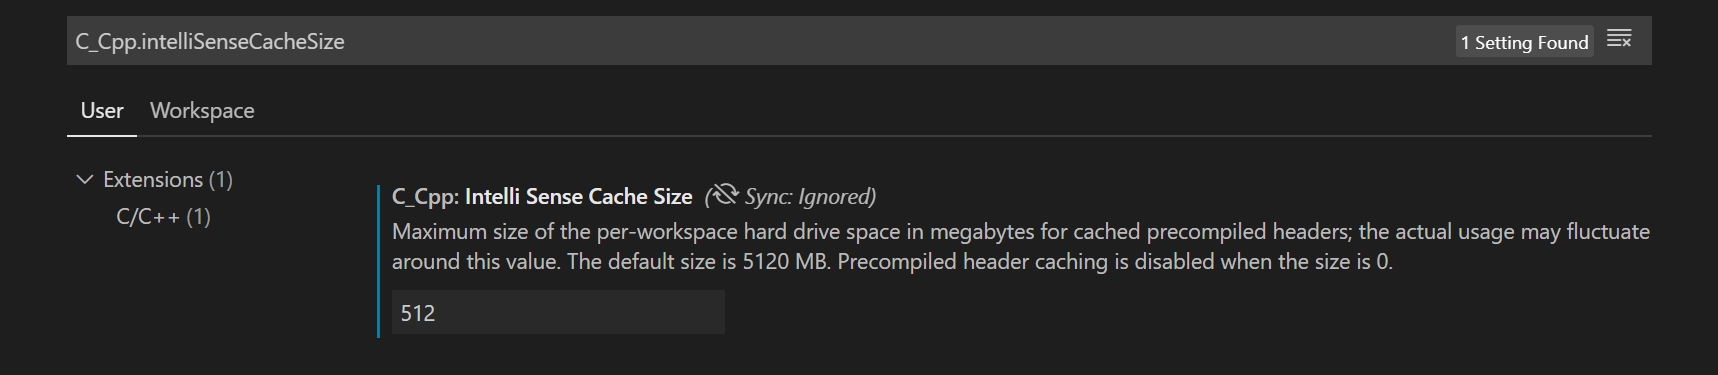 C_Cpp.intelliSenseCacheSize
1 Setting Found
User Workspace
Extensions (1)
C/C++ (1)
C_Cpp: Intelli Sense Cache Size (Sync: Ignored)
Maximum size of the per-workspace hard drive space in megabytes for cached precompiled headers; the actual usage may fluctuate
around this value. The default size is 5120 MB. Precompiled header caching is disabled when the size is 0.
512